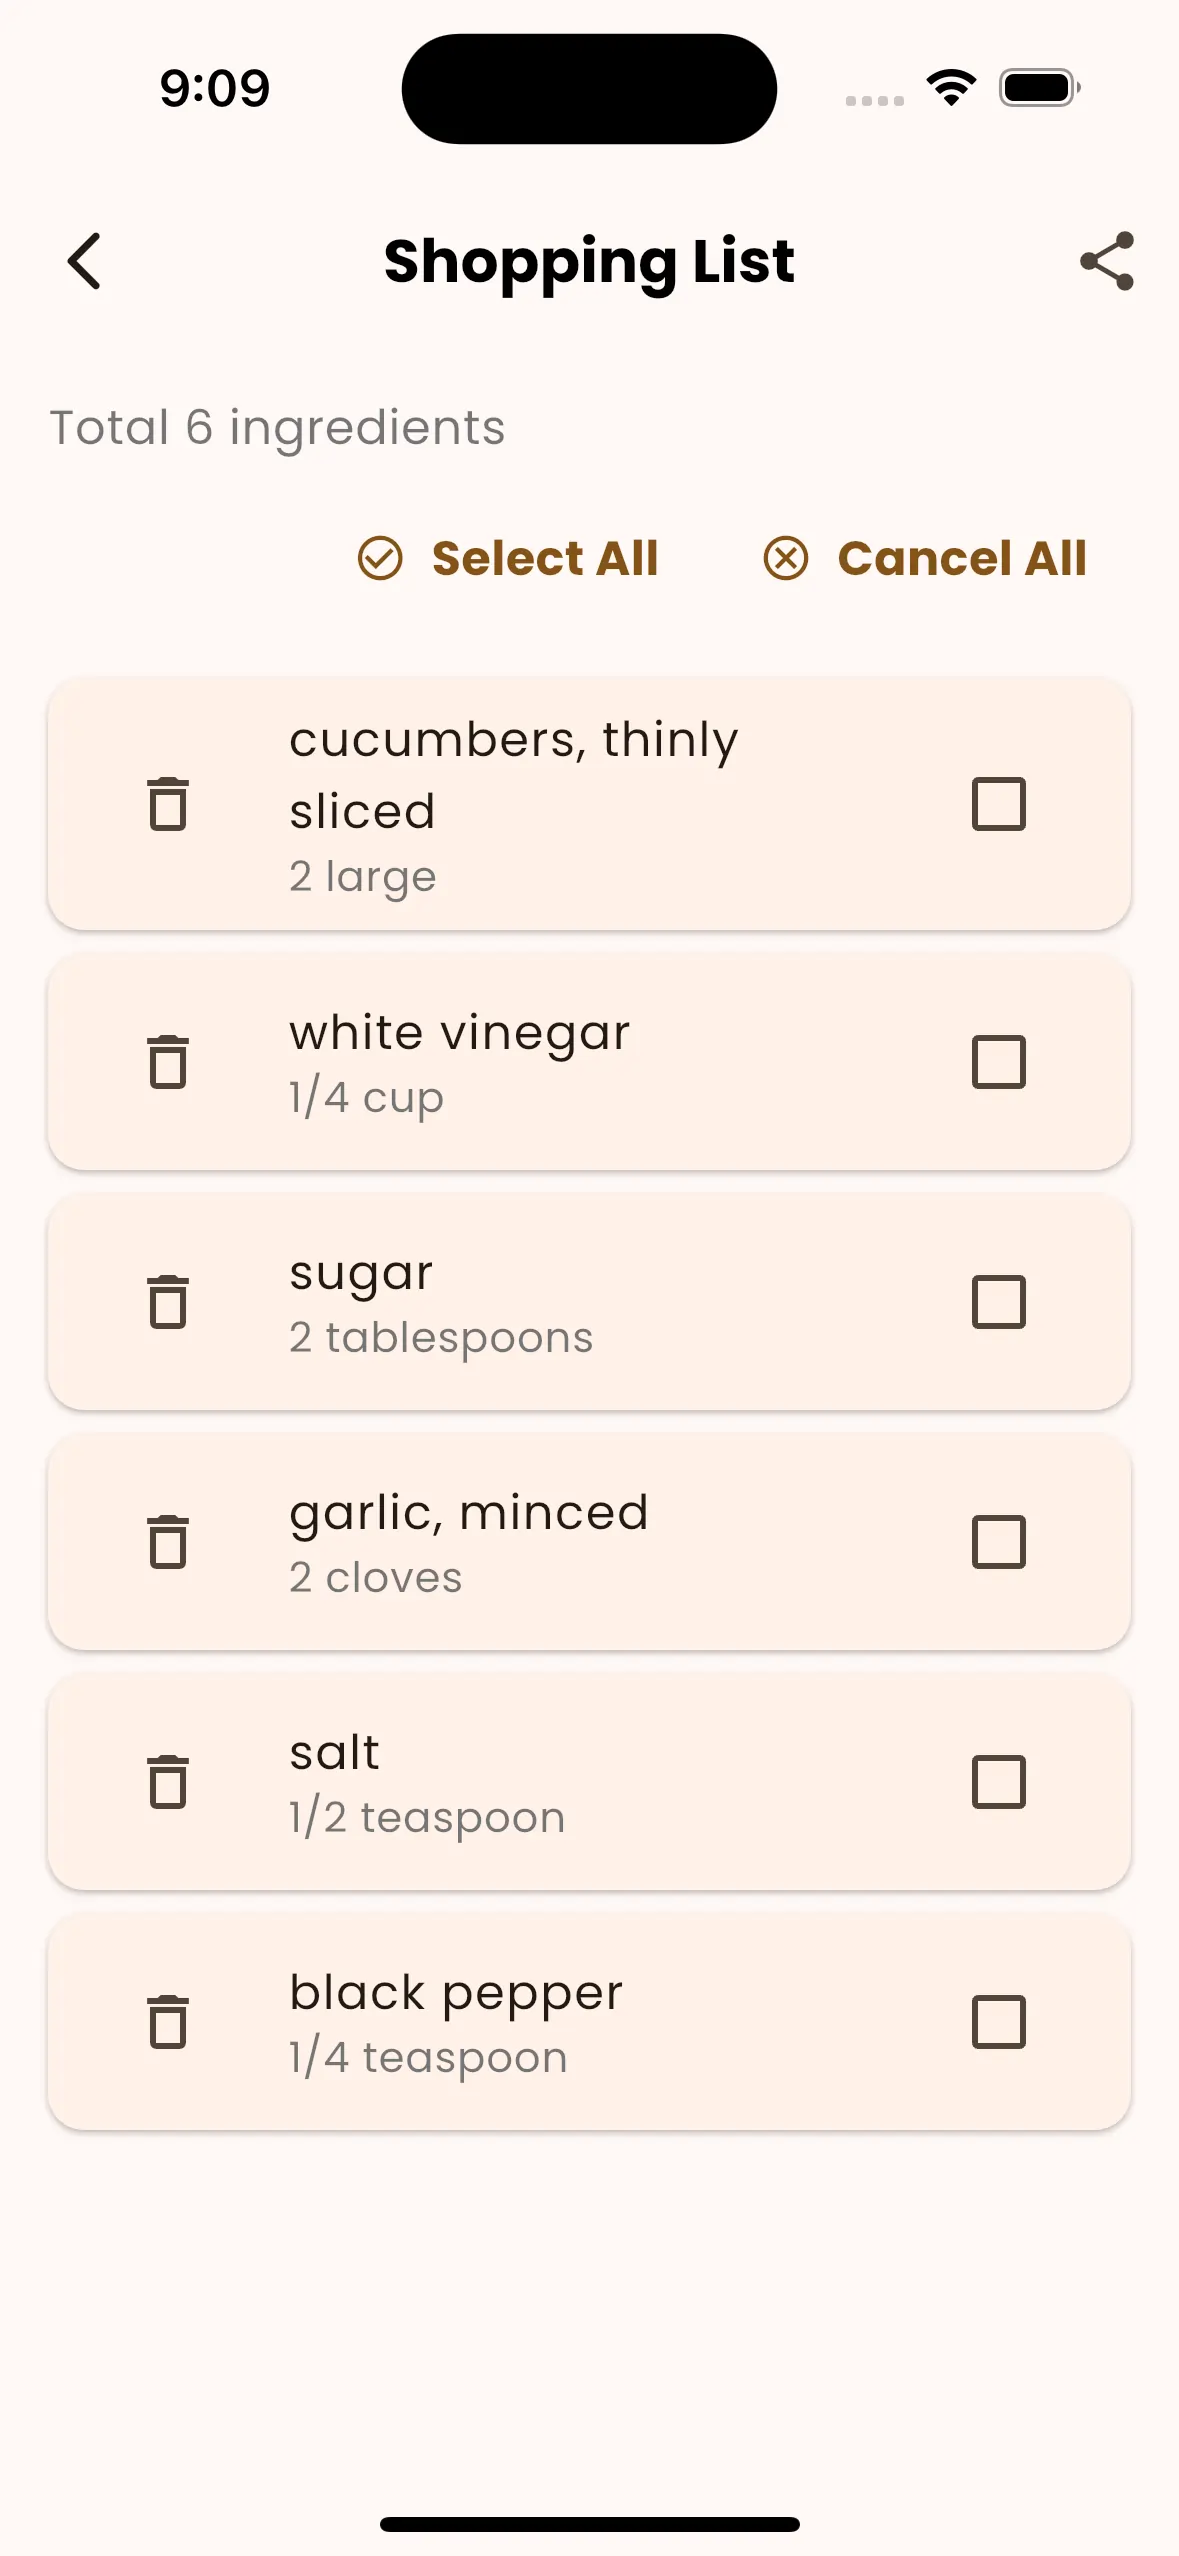 9:09
Shopping List
Total 6 ingredients
Select All
Cancel All
cucumbers, thinly
sliced
2 large
white vinegar
1/4 cup
sugar
2 tablespoons
garlic, minced
2 cloves
salt
1/2 teaspoon
black pepper
1/4 teaspoon